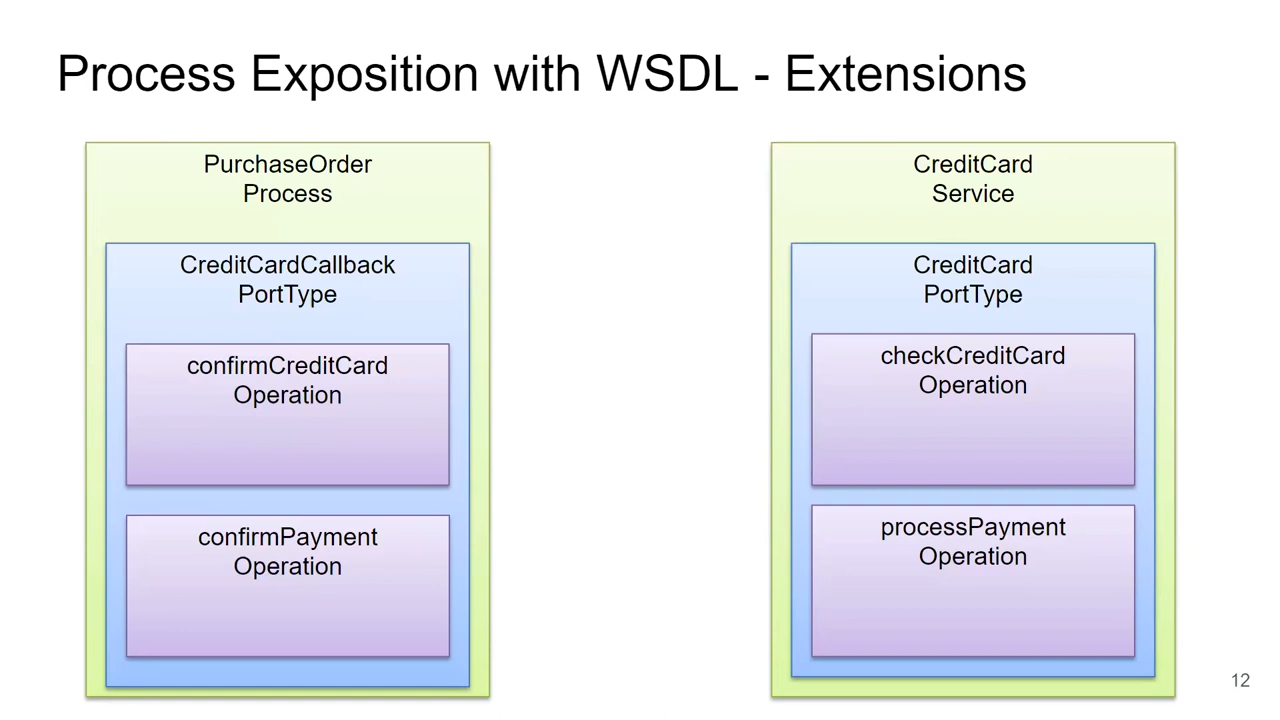 Process Exposition with WSDL - Extensions
PurchaseOrder
Process
CreditCardCallback
PortType
confirmCreditCard
Operation
confirmPayment
Operation
CreditCard
Service
CreditCard
PortType
checkCreditCard
Operation
processPayment
Operation
12